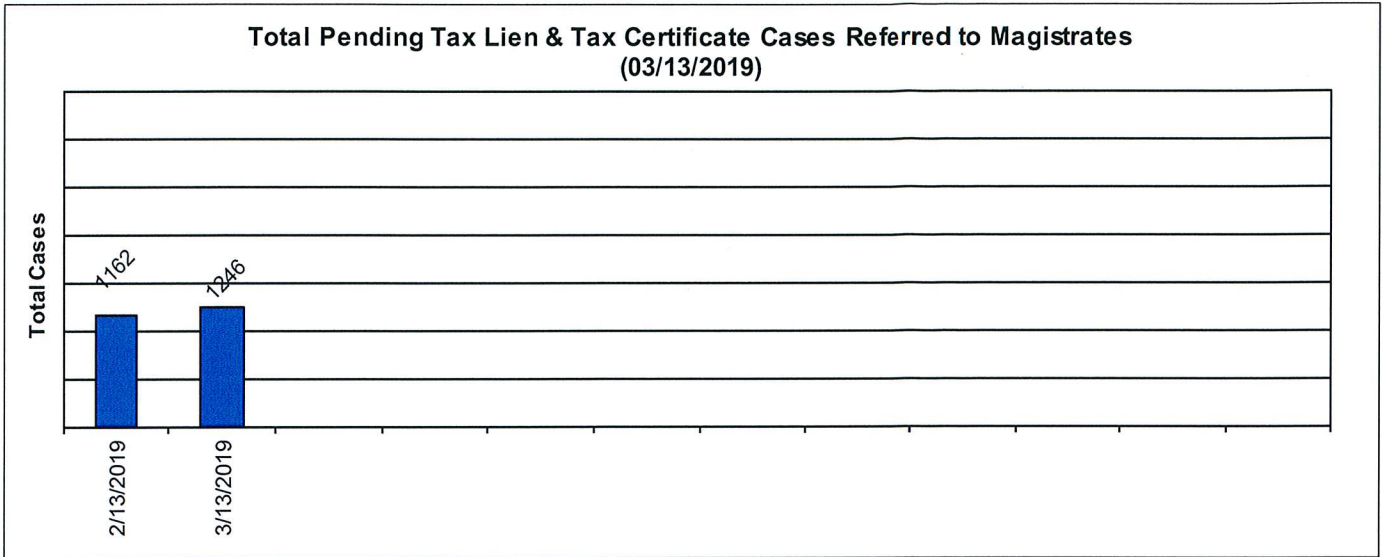 Total Pending Tax Lien & Tax Certificate Cases Referred to Magistrates
(03/13/2019)
Total Cases
1162
1246
2/13/2019
3/13/2019